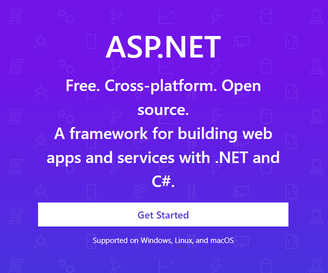 ASP.NET
Free. Cross-platform. Open
source.
A framework for building web
apps and services with .NET and
C#.
Get Started
Supported on Windows, Linux, and macOS